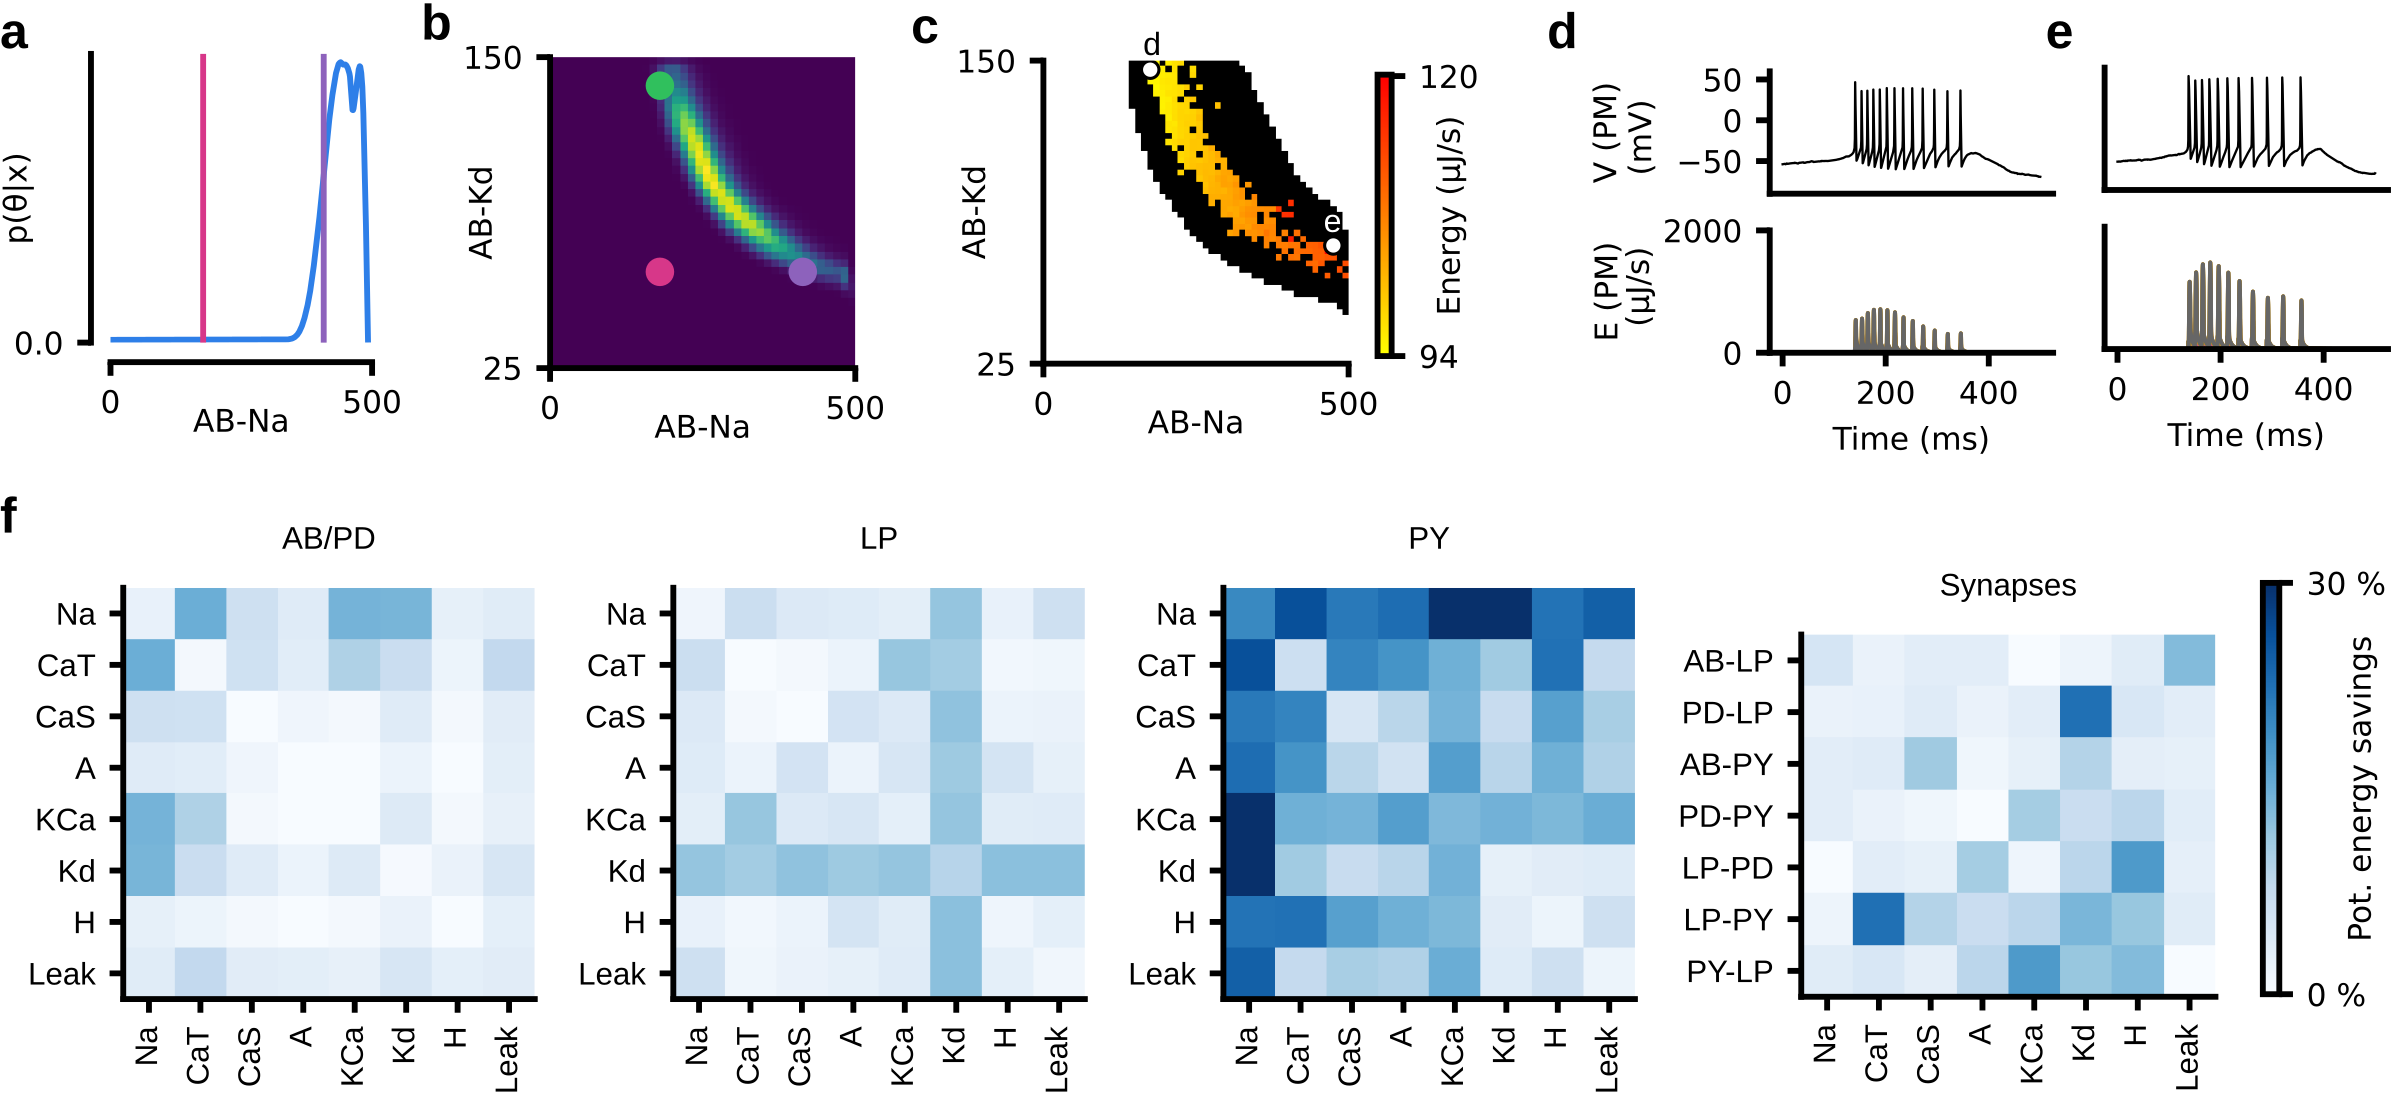 a
p(θ|x)
0.0
0
500
AB-Na
b
150
AB-Kd
25
0
500
AB-Na
c
150
AB-Kd
25
d
e
0
500
AB-Na
120
Energy (µJ/s)
94
d
V (PM)
(mV)
50
0
−50
E (PM)
(µJ/s)
2000
0
0
200
400
Time (ms)
e
0
200
400
Time (ms)
f
AB/PD
Na
CaT
CaS
A
KCa
Kd
H
Leak
Na
CaT
CaS
A
KCa
Kd
H
Leak
LP
Na
CaT
CaS
A
KCa
Kd
H
Leak
Na
CaT
CaS
A
KCa
Kd
H
Leak
PY
Na
CaT
CaS
A
KCa
Kd
H
Leak
Na
CaT
CaS
A
KCa
Kd
H
Leak
Synapses
AB-LP
PD-LP
AB-PY
PD-PY
LP-PD
LP-PY
PY-LP
Na
CaT
CaS
A
KCa
Kd
H
Leak
30 %
Pot. energy savings
0 %